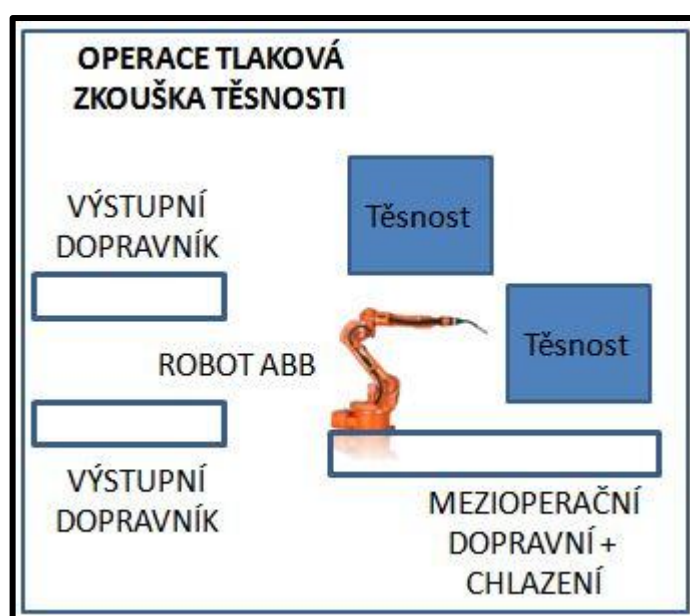 OPERACE TLAKOVÁ
ZKOUŠKA TĚSNOSTI
VÝSTUPNÍ
DOPRAVNÍK
Těsnost
Těsnost
ROBOT ABB
VÝSTUPNÍ
DOPRAVNÍK
MEZIOPERAČNÍ
DOPRAVNÍ +
CHLAZENÍ